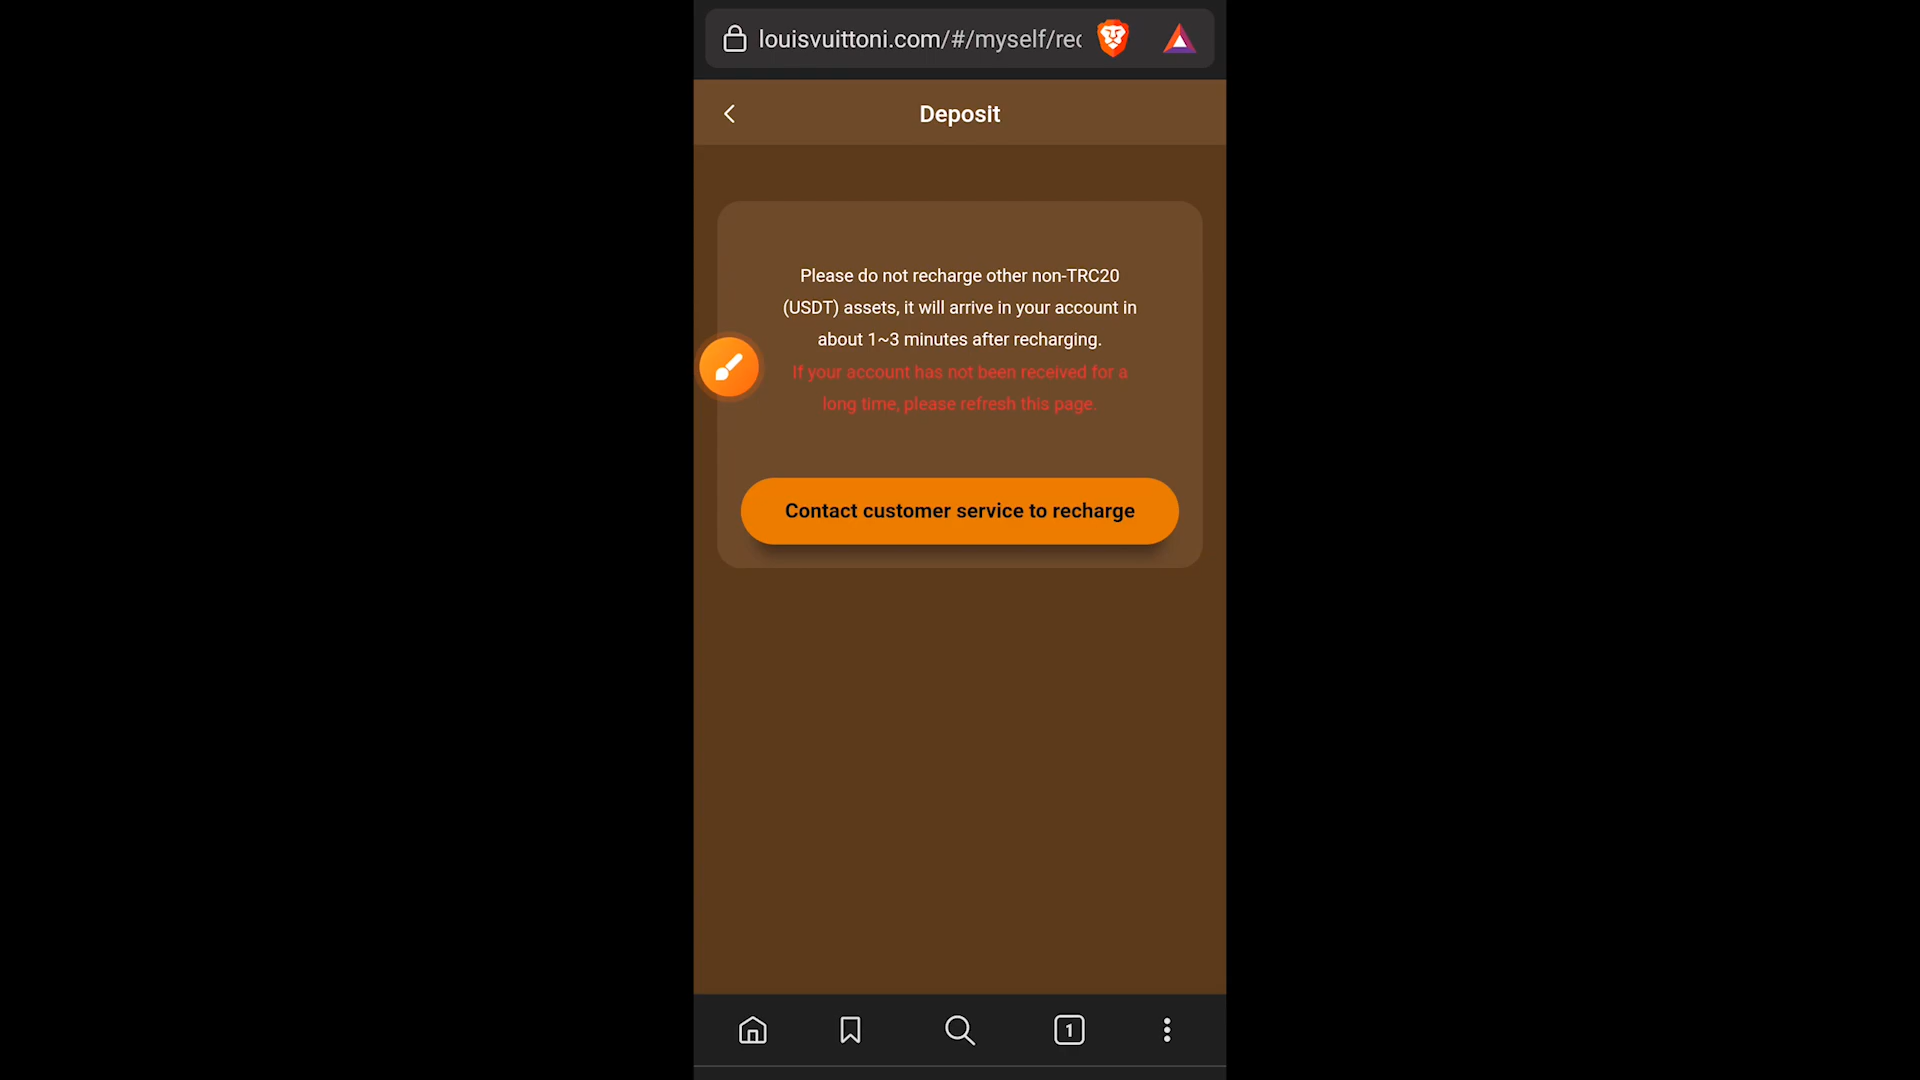 louisvuittoni.com/#/myself/rec
Deposit
Please do not recharge other non-TRC20
(USDT) assets, it will arrive in your account in
about 1~3 minutes after recharging.
If your account has not been received for a
long time, please refresh this page.
Contact customer service to recharge
1